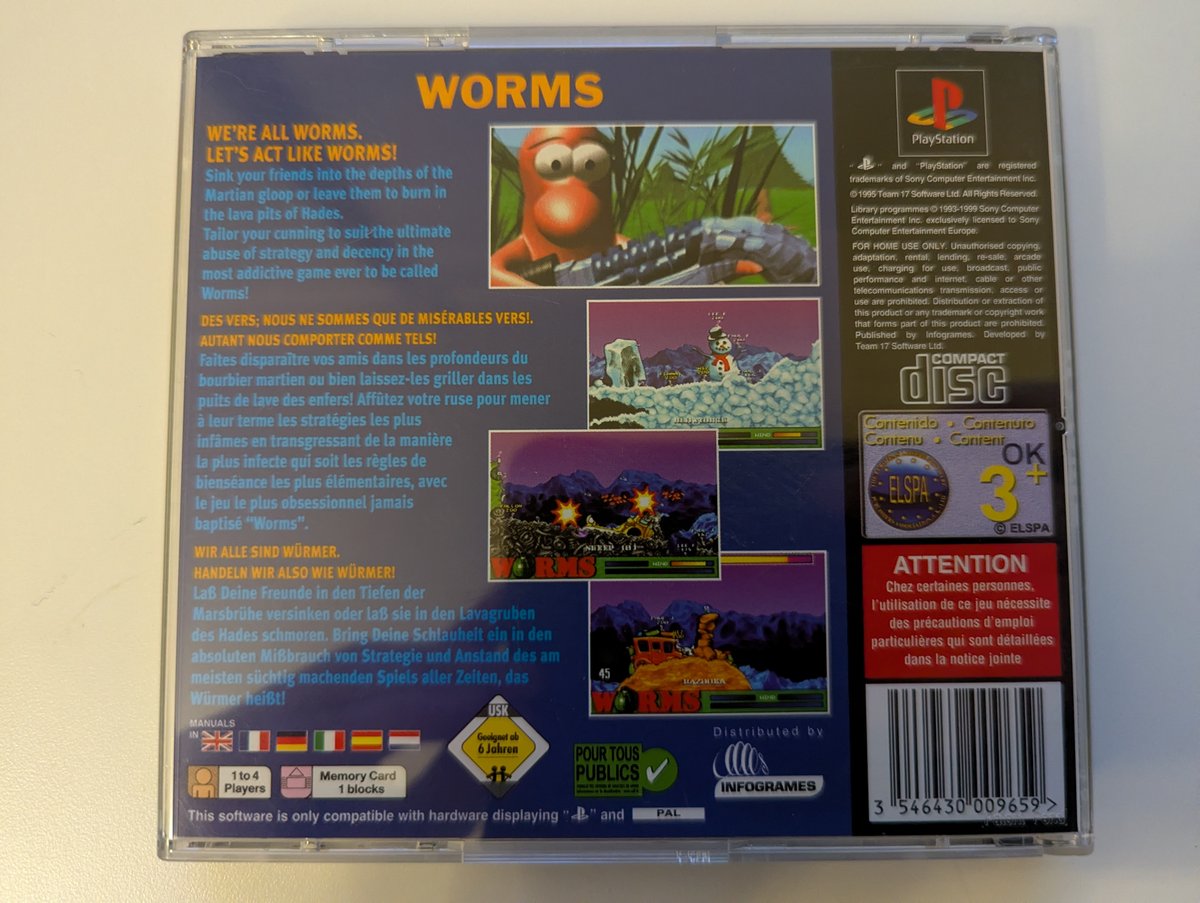 WORMS
WE'RE ALL WORMS.
LET'S ACT LIKE WORMS!
Sink your friends into the depths of the
Martian gloop or leave them to burn in
the lava pits of Hades.
Tailor your cunning to suit the ultimate
abuse of strategy and decency in the
most addictive game ever to be called
Worms!
DES VERS; NOUS NE SOMMES QUE DE MISÉRABLES VERS!.
AUTANT NOUS COMPORTER COMME TELS!
Faites disparaître vos amis dans les profondeurs du
bourbier martien ou bien laissez-les griller dans les
puits de lave des enfers! Affûtez votre ruse pour mener
à leur terme les stratégies les plus
infâmes en transgressant de la manière
la plus infecte qui soit les règles de
bienséance les plus élémentaires, avec
le jeu le plus obsessionnel jamais
baptisé "Worms".
WIR ALLE SIND WÜRMER.
HANDELN WIR ALSO WIE WÜRMER!
Laß Deine Freunde in den Tiefen der
Marsbrühe versinken oder laß sie in den Lavagruben
des Hades schmoren. Bring Deine Schlauheit ein in den
absoluten Mißbrauch von Strategie und Anstand des am
meisten süchtig machenden Spiels aller Zeiten, das
Würmer heißt!
MANUALS
IN
1 to 4
Players
Memory Card
1 blocks
USK
Geeignet ab
6 Jahren
POUR TOUS
PUBLICS
Distributed by
INFOGRAMES
This software is only compatible with hardware displaying " " and PAL
WIND
WORMS
WIND
45
BAZOOKA
WORMS
WIND
PlayStation
" " and "PlayStation" are registered
trademarks of Sony Computer Entertainment Inc.
© 1995 Team 17 Software Ltd. All Rights Reserved.
Library programmes © 1993-1999 Sony Computer
Entertainment Inc. exclusively licensed to Sony
Computer Entertainment Europe.
FOR HOME USE ONLY. Unauthorised copying,
adaptation, rental, lending, re-sale, arcade
use, charging for use, broadcast, public
performance and internet, cable or other
telecommunications transmission, access or
use are prohibited. Distribution or extraction of
this product or any trademark or copyright work
that forms part of this product are prohibited.
Published by Infogrames. Developed by
Team 17 Software Ltd.
COMPACT
disc
Contenido • Contenuto
Contenu • Content
OK
3+
ELSPA
© ELSPA
ATTENTION
Chez certaines personnes,
l'utilisation de ce jeu nécessite
des précautions d'emploi
particulières qui sont détaillées
dans la notice jointe
3 546430 009659 >